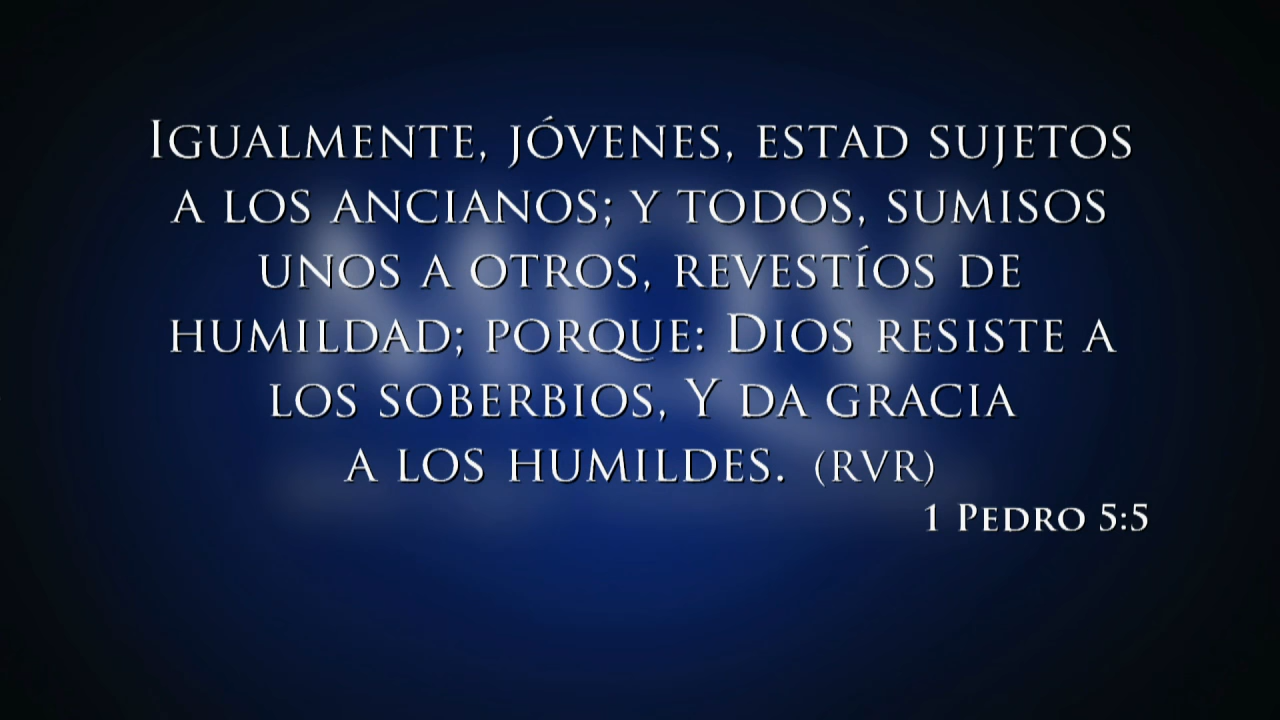 Igualmente, jóvenes, estad sujetos
a los ancianos; y todos, sumisos
unos a otros, revestíos de
humildad; porque: Dios resiste a
los soberbios, Y da gracia
a los humildes. (RVR)
1 Pedro 5:5